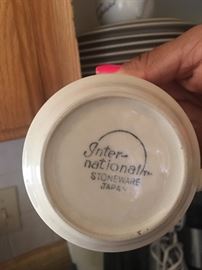 Inter-
national
STONEWARE
JAPAN